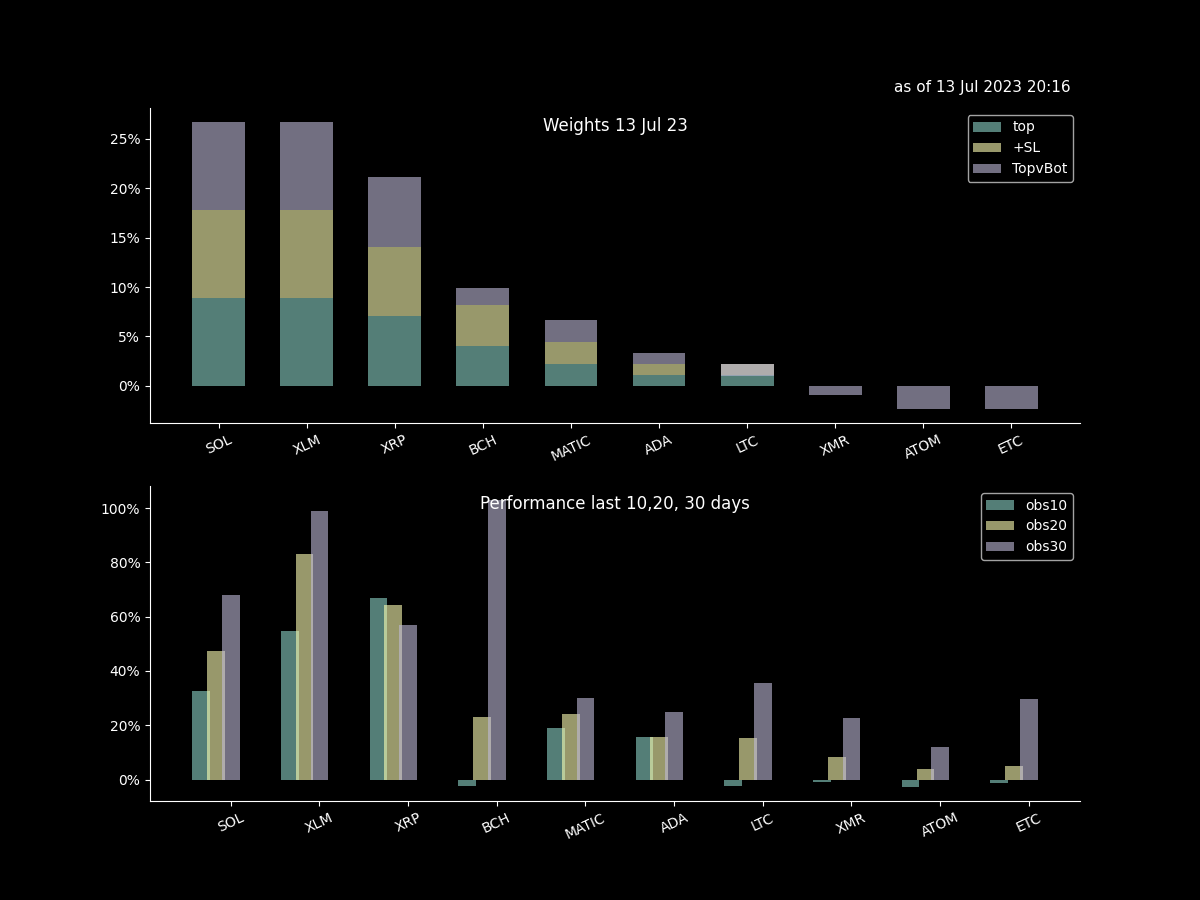 as of 13 Jul 2023 20:16
Weights 13 Jul 23
top
+SL
TopvBot
25%
20%
15%
10%
5%
0%
SOL XLM XRP BCH MATIC ADA LTC XMR ATOM ETC
Performance last 10,20, 30 days
obs10
obs20
obs30
100%
80%
60%
40%
20%
0%
SOL XLM XRP BCH MATIC ADA LTC XMR ATOM ETC